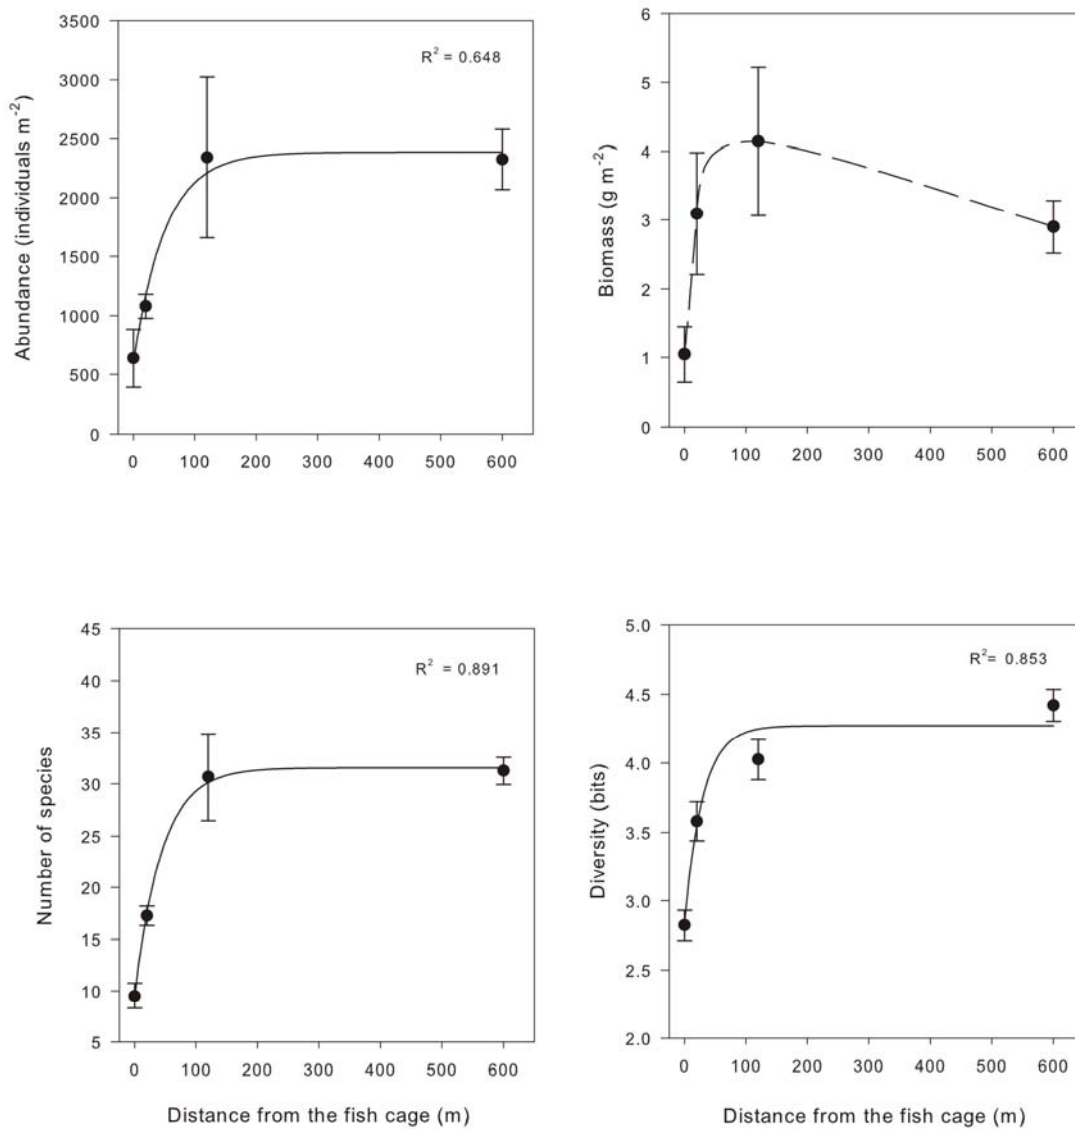 Abundance (individuals m⁻²)
3500
3000
2500
2000
1500
1000
500
0
R² = 0.648
0 100 200 300 400 500 600
Biomass (g m⁻²)
6
5
4
3
2
1
0
0 100 200 300 400 500 600
Number of species
45
40
35
30
25
20
15
10
5
R² = 0.891
0 100 200 300 400 500 600
Distance from the fish cage (m)
Diversity (bits)
5.0
4.5
4.0
3.5
3.0
2.5
2.0
R² = 0.853
0 100 200 300 400 500 600
Distance from the fish cage (m)